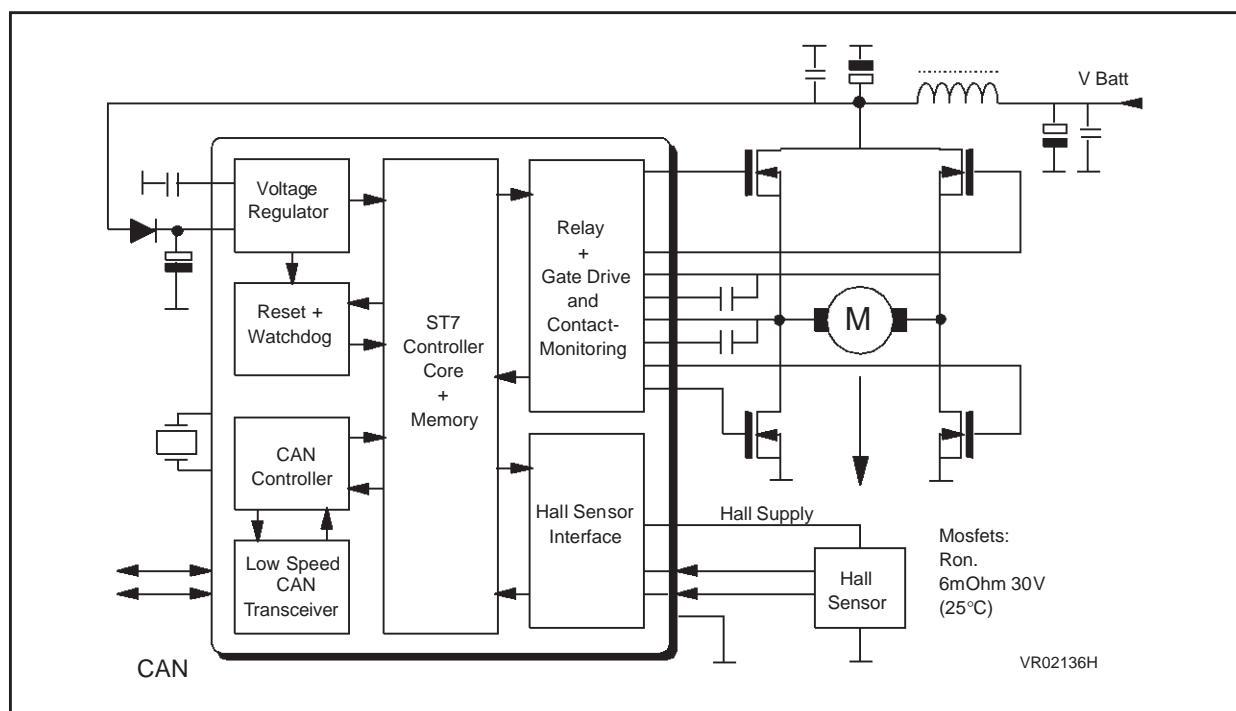 V Batt
Voltage
Regulator
Reset +
Watchdog
CAN
Controller
Low Speed
CAN
Transceiver
ST7
Controller
Core
+
Memory
Relay
+
Gate Drive
and
Contact-
Monitoring
Hall Sensor
Interface
M
Hall Supply
Hall
Sensor
Mosfets:
Ron.
6mOhm 30V
(25°C)
CAN
VR02136H